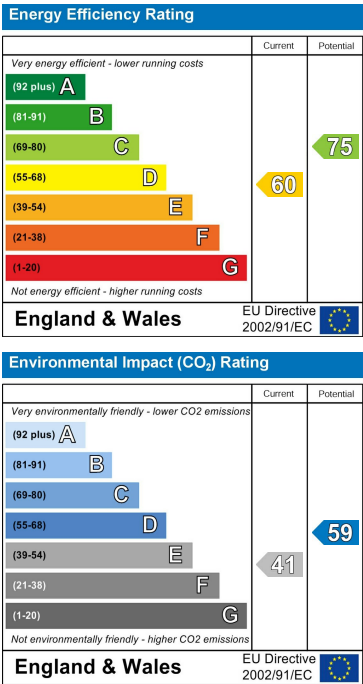 Energy Efficiency Rating
Current Potential
Very energy efficient - lower running costs
(92 plus) A
(81-91) B
(69-80) C
75
(55-68) D
60
(39-54) E
(21-38) F
(1-20) G
Not energy efficient - higher running costs
England & Wales
EU Directive
2002/91/EC
Environmental Impact (CO₂) Rating
Current Potential
Very environmentally friendly - lower CO2 emissions
(92 plus) A
(81-91) B
(69-80) C
(55-68) D
59
(39-54) E
41
(21-38) F
(1-20) G
Not environmentally friendly - higher CO2 emissions
England & Wales
EU Directive
2002/91/EC